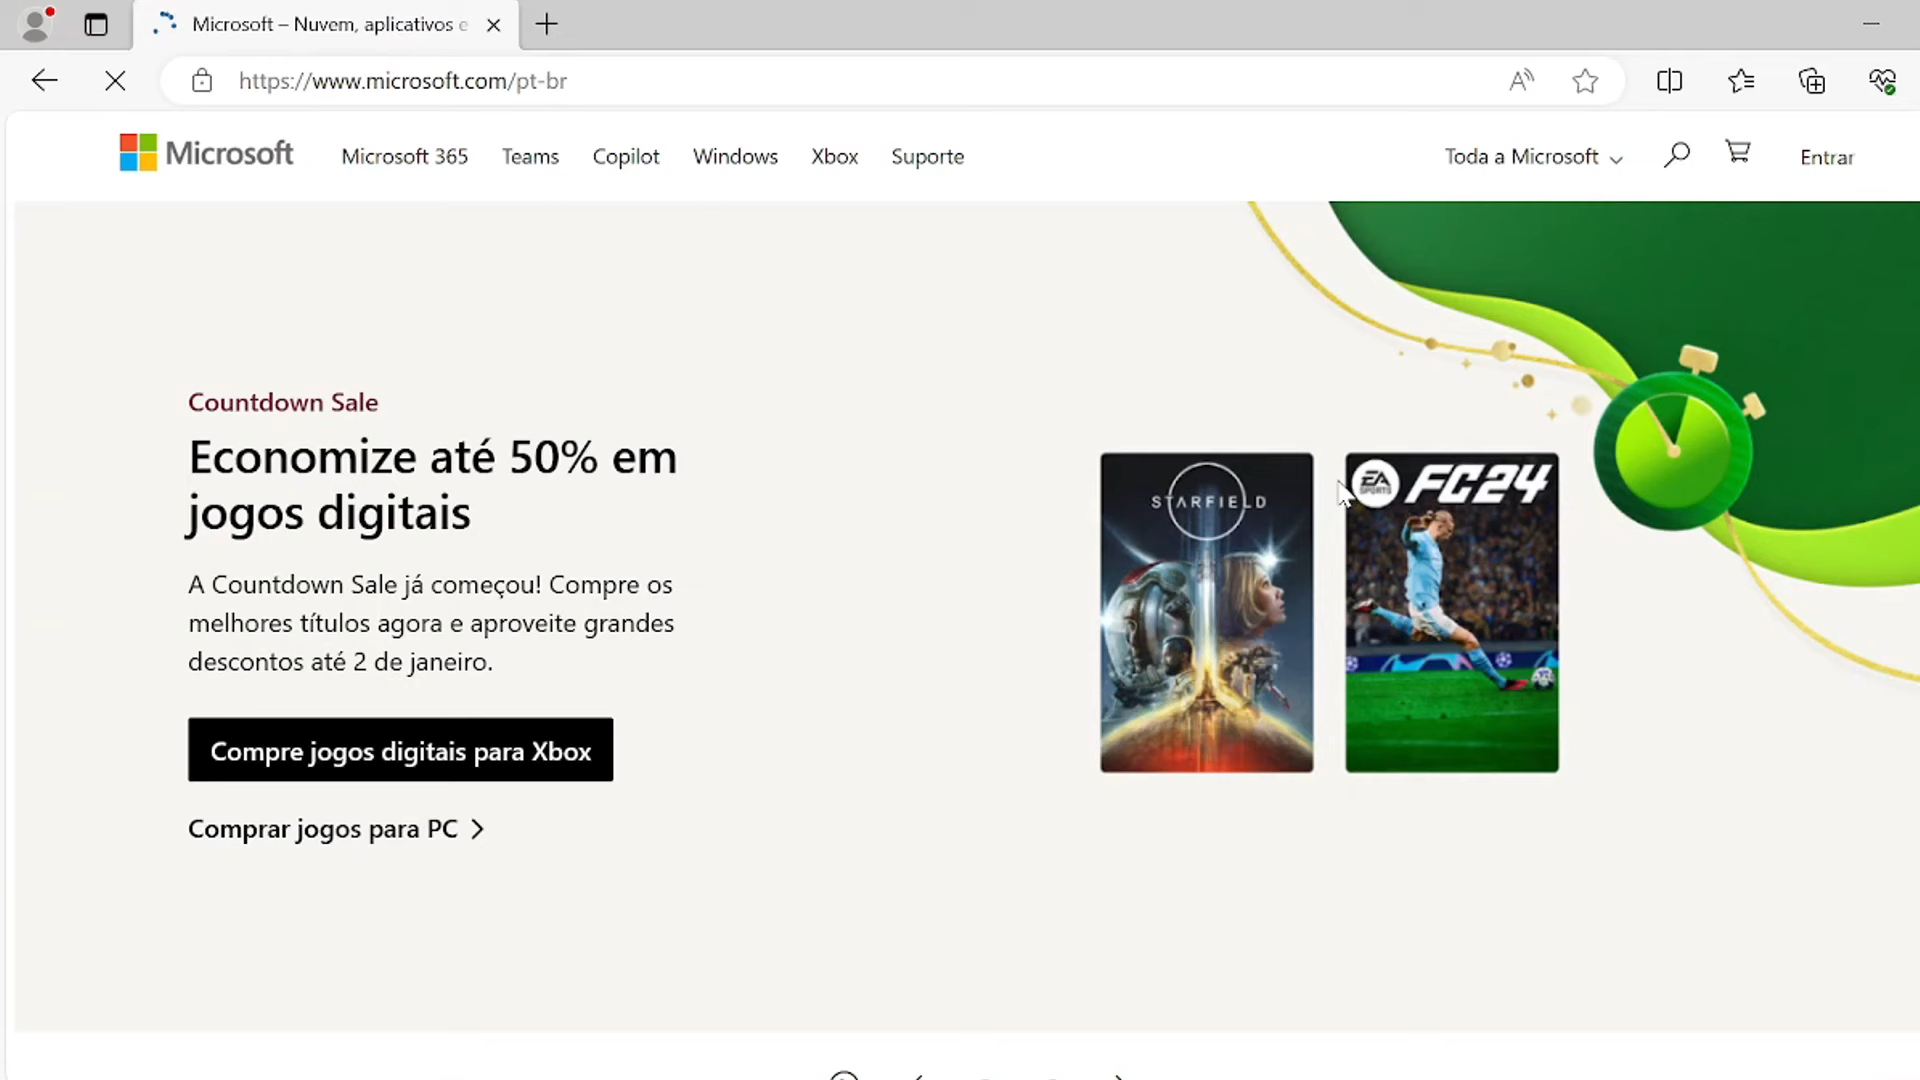 Microsoft – Nuvem, aplicativos e
https://www.microsoft.com/pt-br
Microsoft
Microsoft 365
Teams
Copilot
Windows
Xbox
Suporte
Toda a Microsoft
Entrar
Countdown Sale
Economize até 50% em
jogos digitais
A Countdown Sale já começou! Compre os
melhores títulos agora e aproveite grandes
descontos até 2 de janeiro.
Compre jogos digitais para Xbox
Comprar jogos para PC
STARFIELD
EA
SPORTS
FC24